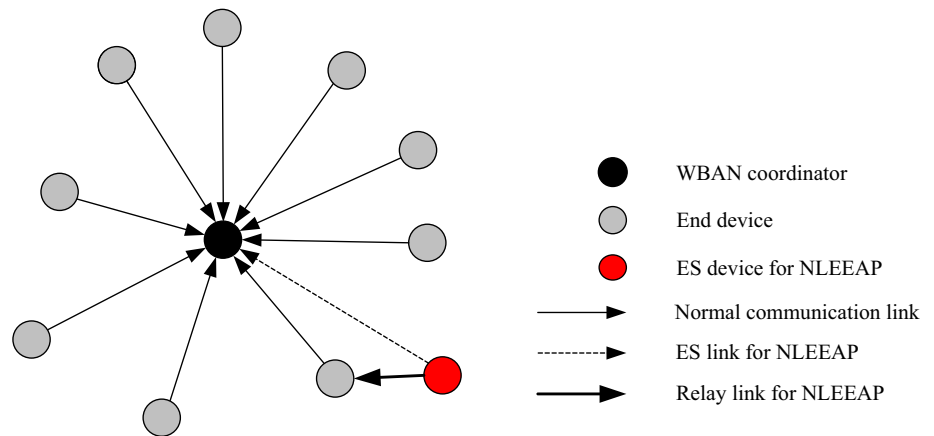 WBAN coordinator
End device
ES device for NLEEAP
Normal communication link
ES link for NLEEAP
Relay link for NLEEAP